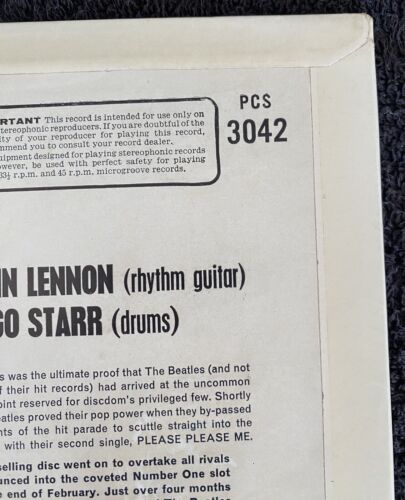 RTANT This record is intended for use only on
tereophonic reproducers. If you are doubtful of the
ity of your reproducer for playing this record,
mmend you to consult your record dealer.
quipment designed for playing stereophonic records
owever, be used with perfect safety for playing
33⅓ r.p.m. and 45 r.p.m. microgroove records.
PCS
3042
N LENNON (rhythm guitar)
GO STARR (drums)
s was the ultimate proof that The Beatles (and not
f their hit records) had arrived at the uncommon
oint reserved for discdom's privileged few. Shortly
eatles proved their pop power when they by-passed
nts of the hit parade to scuttle straight into the
with their second single, PLEASE PLEASE ME.
selling disc went on to overtake all rivals
unced into the coveted Number One slot
e end of February. Just over four months